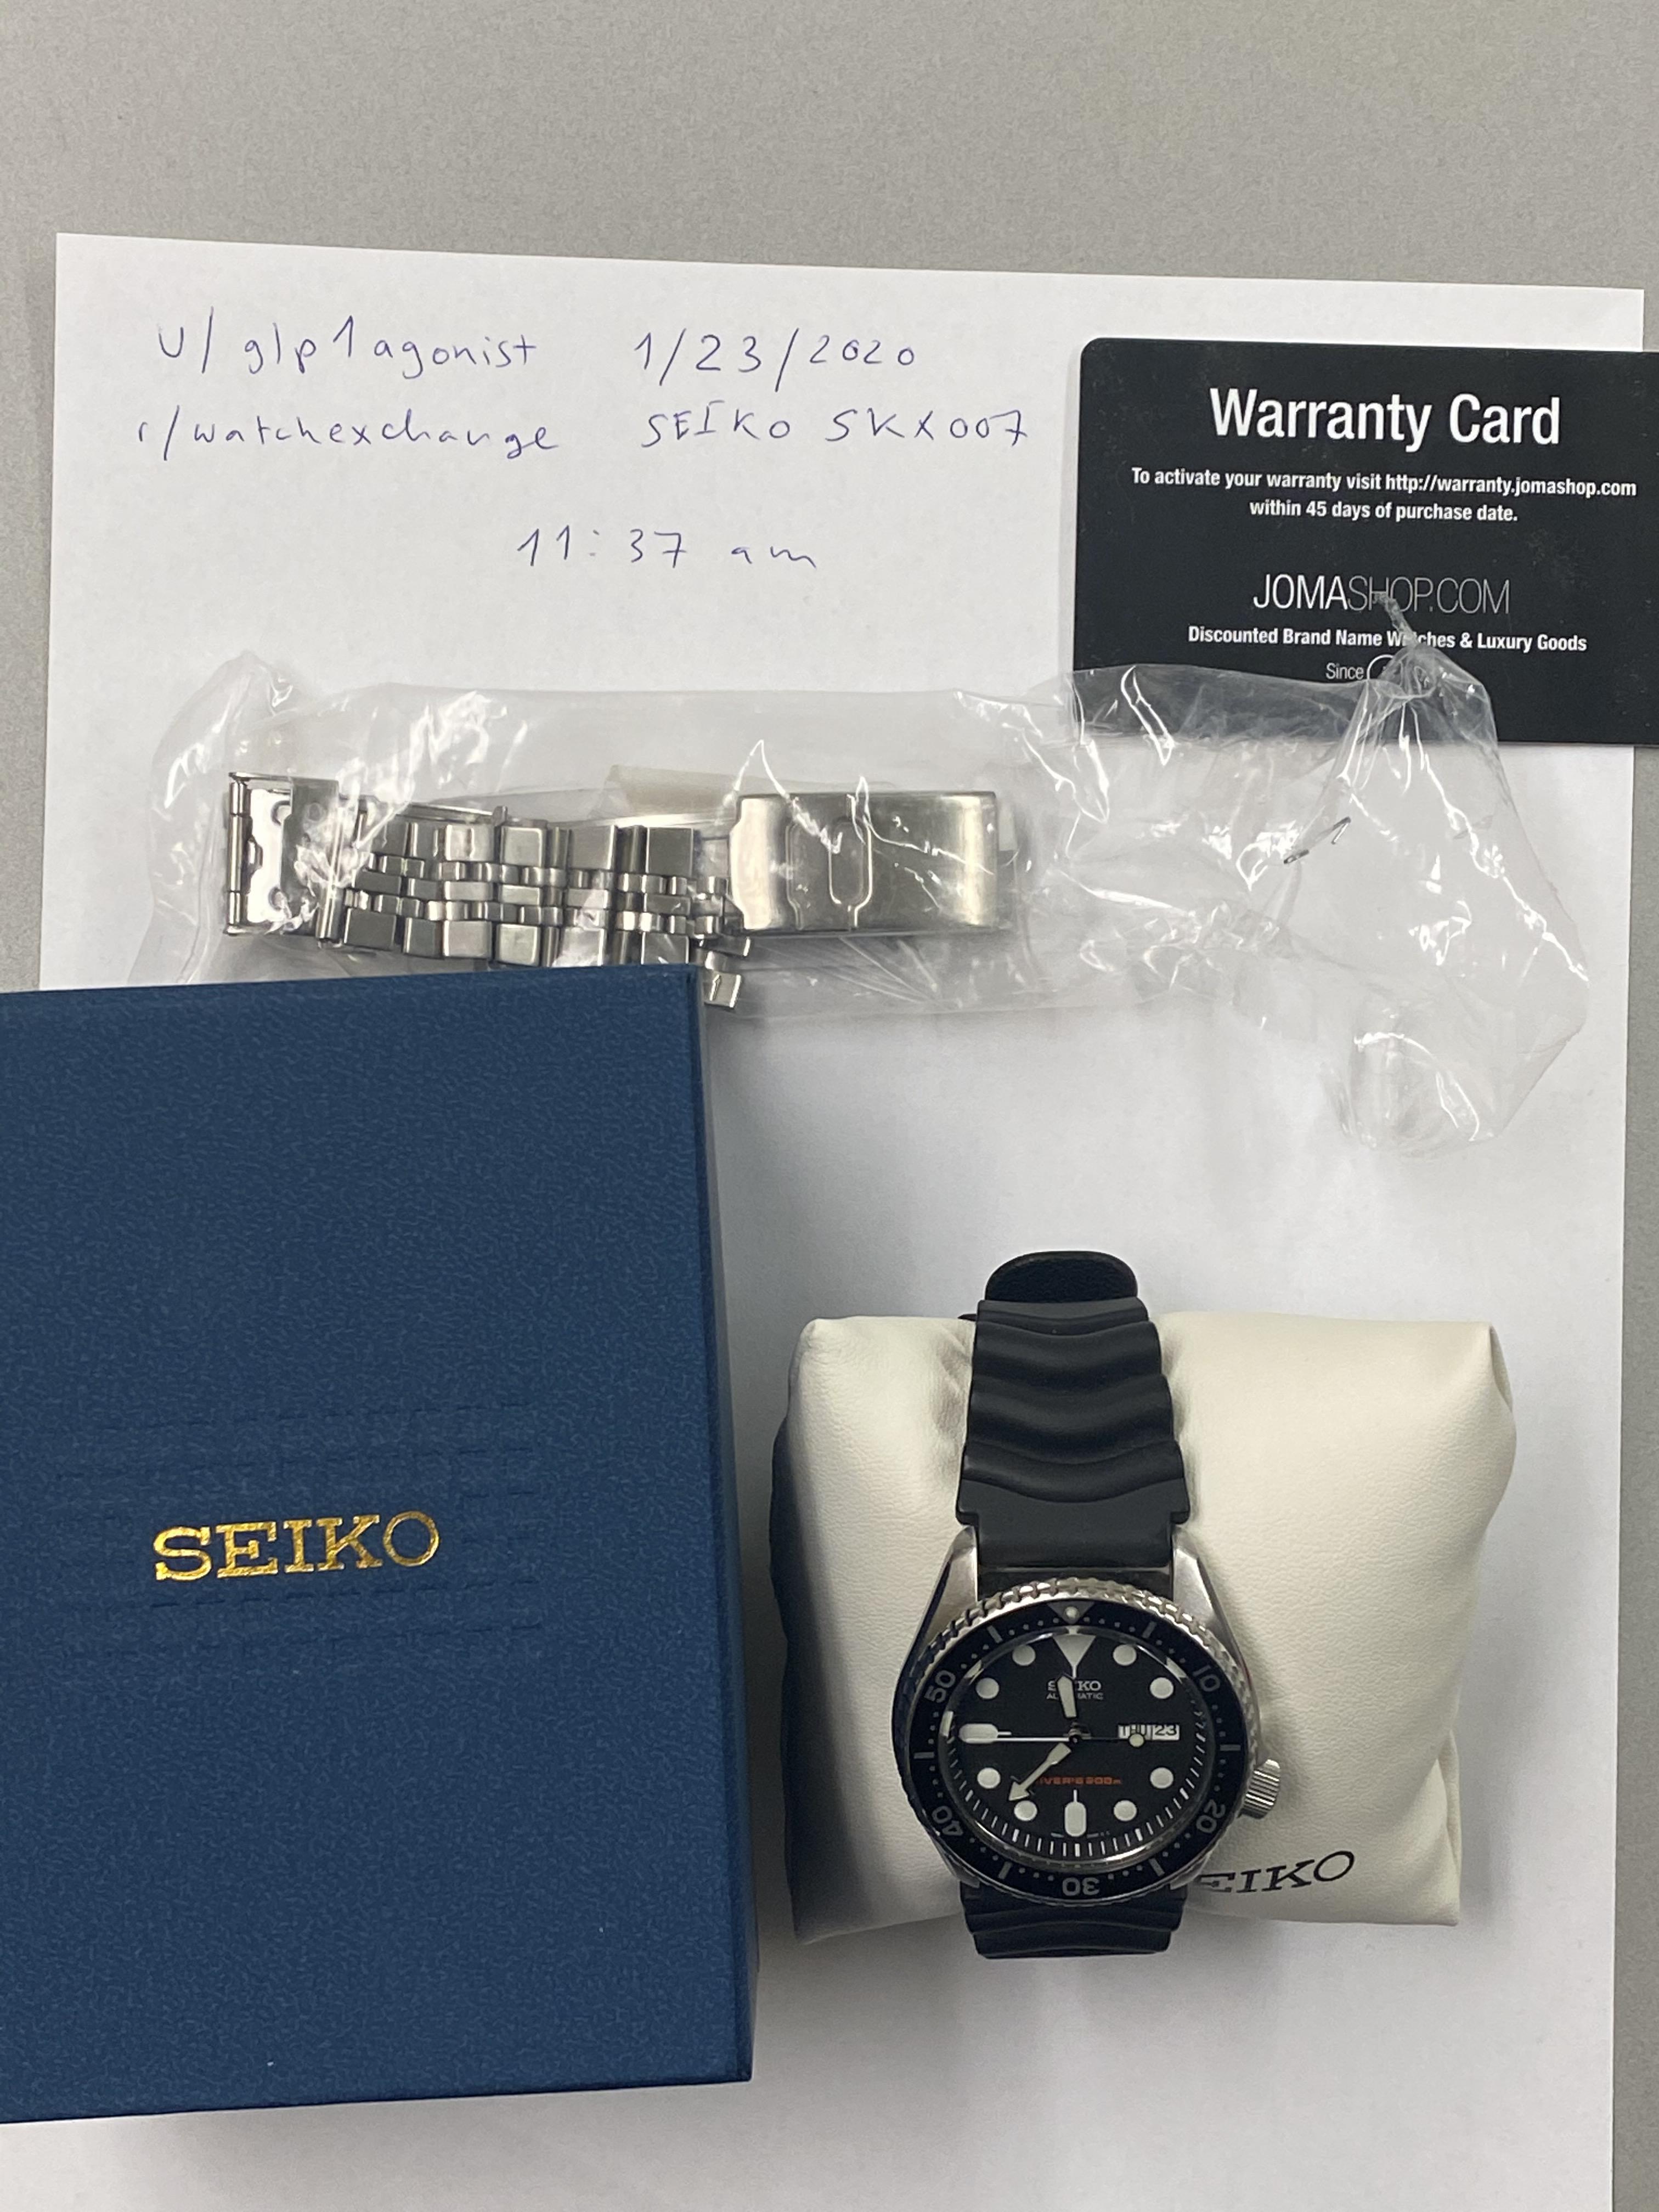 u/ glp1agonist 1/23/2020
r/watchexchange SEIKO SKX007
11:37 am
Warranty Card
To activate your warranty visit http://warranty.jomashop.com
within 45 days of purchase date.
JOMASHOP.COM
Discounted Brand Name Watches & Luxury Goods
Since
SEIKO
10
20
30
40
50
SEIKO
AUTOMATIC
THU 23
DIVER'S 200m
SEIKO